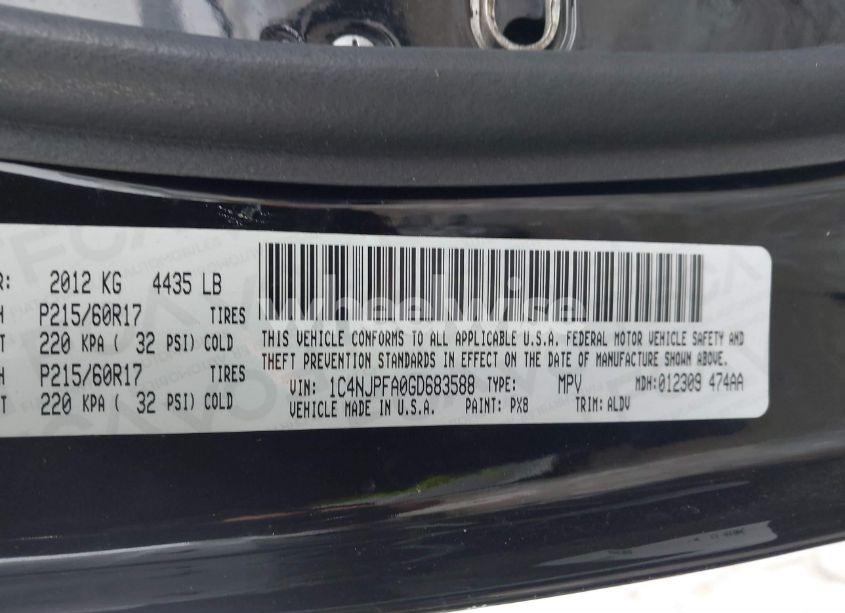 R: 2012 KG 4435 LB
H P215/60R17 TIRES
T 220 KPA ( 32 PSI) COLD
H P215/60R17 TIRES
T 220 KPA ( 32 PSI) COLD
wheelwise
THIS VEHICLE CONFORMS TO ALL APPLICABLE U.S.A. FEDERAL MOTOR VEHICLE SAFETY AND
THEFT PREVENTION STANDARDS IN EFFECT ON THE DATE OF MANUFACTURE SHOWN ABOVE.
VIN: 1C4NJPFA0GD683588 TYPE: MPV MDH:012309 474AA
VEHICLE MADE IN U.S.A. PAINT: PX8 TRIM: ALDV